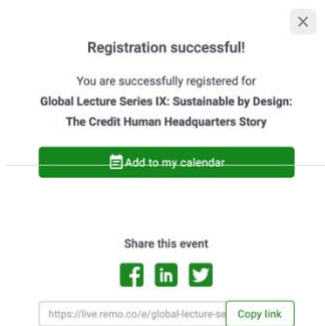 Registration successful!
You are successfully registered for
Global Lecture Series IX: Sustainable by Design:
The Credit Human Headquarters Story
Add to my calendar
Share this event
https://live.remo.co/e/global-lecture-se
Copy link